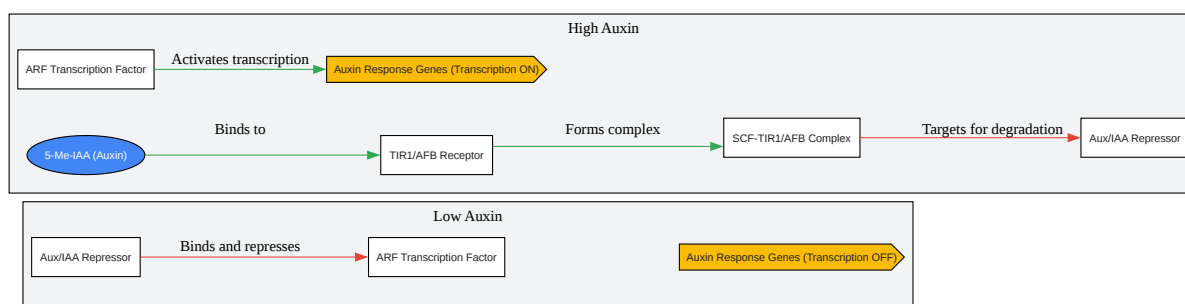 High Auxin
ARF Transcription Factor
Activates transcription
Auxin Response Genes (Transcription ON)
5-Me-IAA (Auxin)
Binds to
TIR1/AFB Receptor
Forms complex
SCF-TIR1/AFB Complex
Targets for degradation
Aux/IAA Repressor
Low Auxin
Aux/IAA Repressor
Binds and represses
ARF Transcription Factor
Auxin Response Genes (Transcription OFF)